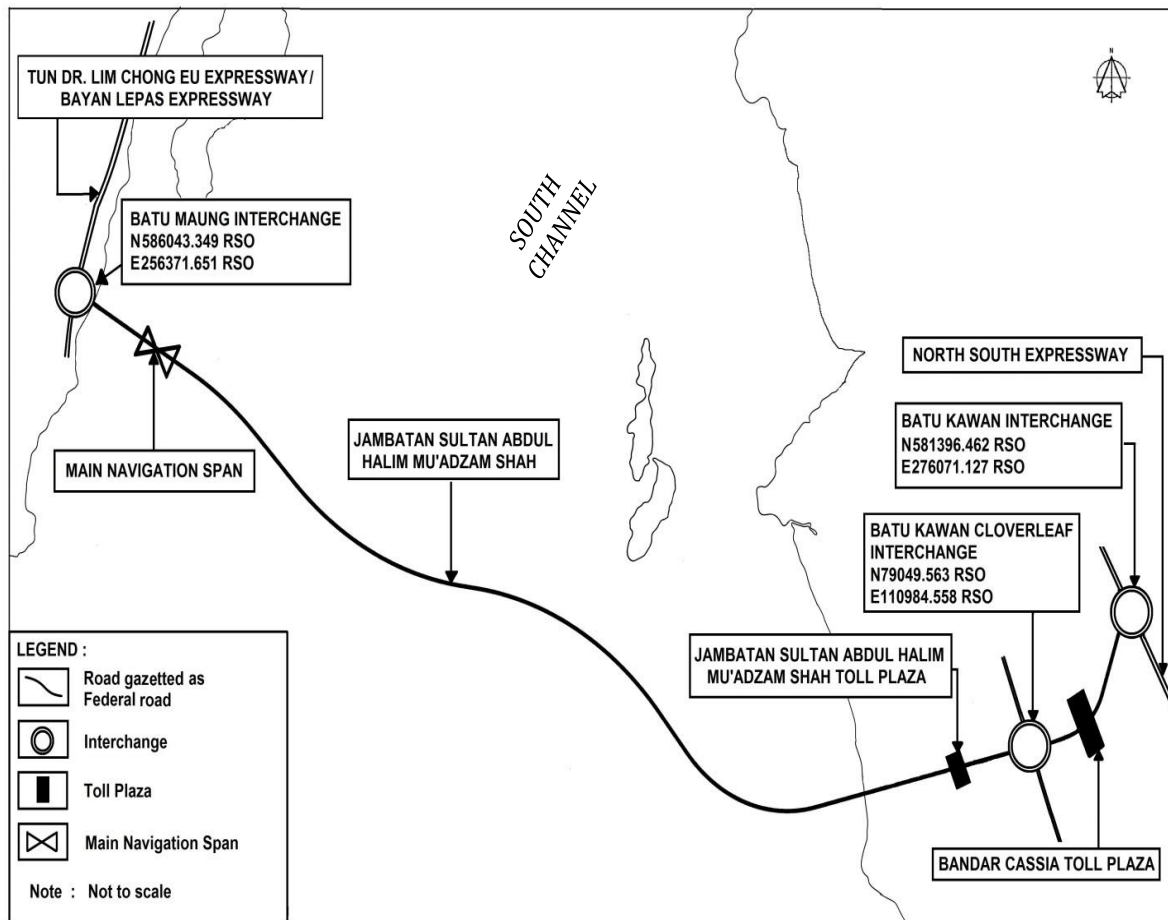 TUN DR. LIM CHONG EU EXPRESSWAY/
BAYAN LEPAS EXPRESSWAY
N
BATU MAUNG INTERCHANGE
N586043.349 RSO
E256371.651 RSO
SOUTH
CHANNEL
NORTH SOUTH EXPRESSWAY
BATU KAWAN INTERCHANGE
N581396.462 RSO
E276071.127 RSO
JAMBATAN SULTAN ABDUL
HALIM MU'ADZAM SHAH
MAIN NAVIGATION SPAN
BATU KAWAN CLOVERLEAF
INTERCHANGE
N79049.563 RSO
E110984.558 RSO
JAMBATAN SULTAN ABDUL HALIM
MU'ADZAM SHAH TOLL PLAZA
BANDAR CASSIA TOLL PLAZA
LEGEND :
Road gazetted as
Federal road
Interchange
Toll Plaza
Main Navigation Span
Note : Not to scale